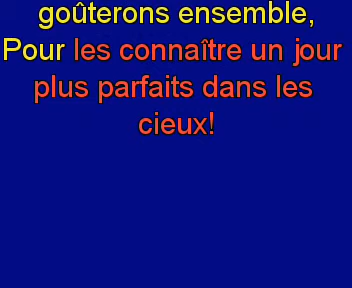 goûterons ensemble,
Pour les connaître un jour
plus parfaits dans les
cieux!